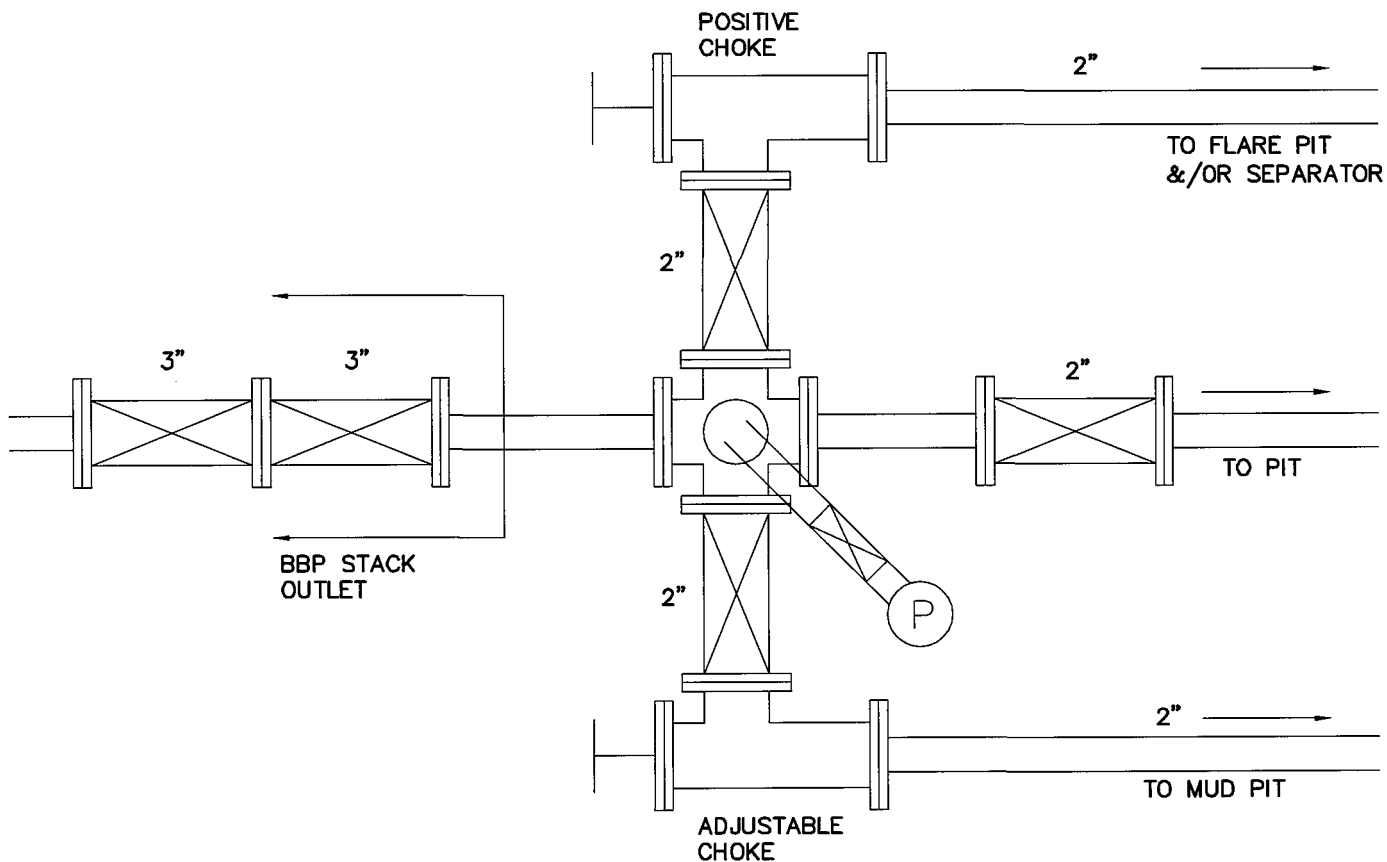 POSITIVE
CHOKE
2"
TO FLARE PIT
&/OR SEPARATOR
2"
3"
3"
2"
TO PIT
BBP STACK
OUTLET
2"
P
2"
TO MUD PIT
ADJUSTABLE
CHOKE